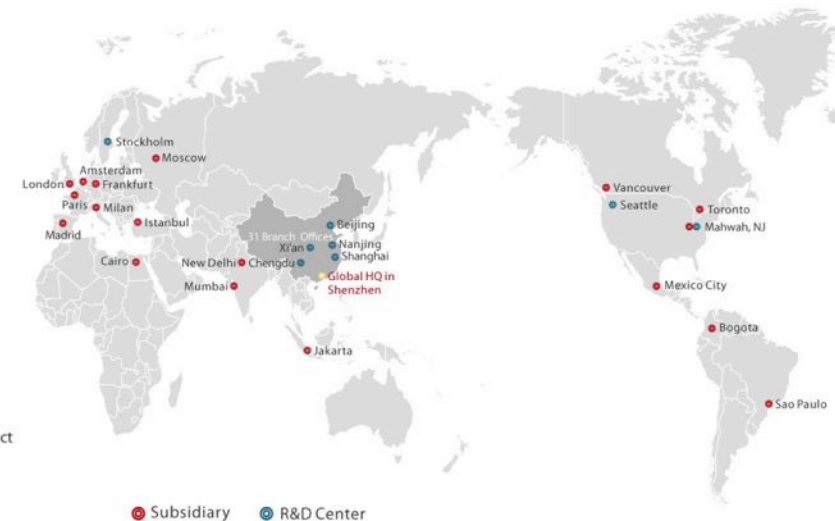 Stockholm
Moscow
Amsterdam
London
Frankfurt
Paris
Milan
Madrid
Istanbul
Cairo
New Delhi
Mumbai
31 Branch Offices
Beijing
Xi'an
Nanjing
Shanghai
Chengdu
Global HQ in
Shenzhen
Jakarta
Vancouver
Seattle
Toronto
Mahwah, NJ
Mexico City
Bogota
Sao Paulo
ct
Subsidiary
R&D Center